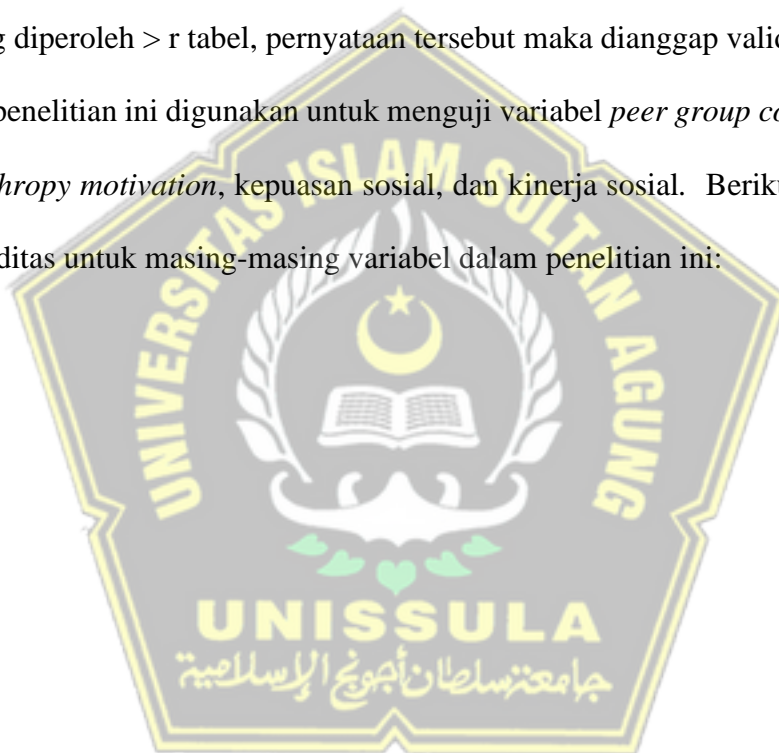 g diperoleh > r tabel, pernyataan tersebut maka dianggap valid
penelitian ini digunakan untuk menguji variabel peer group co
hropy motivation, kepuasan sosial, dan kinerja sosial. Beriku
ditas untuk masing-masing variabel dalam penelitian ini:
UNIVERSITAS ISLAM SULTAN AGUNG
UNISSULA
جامعة سلطان أجونج الإسلامية